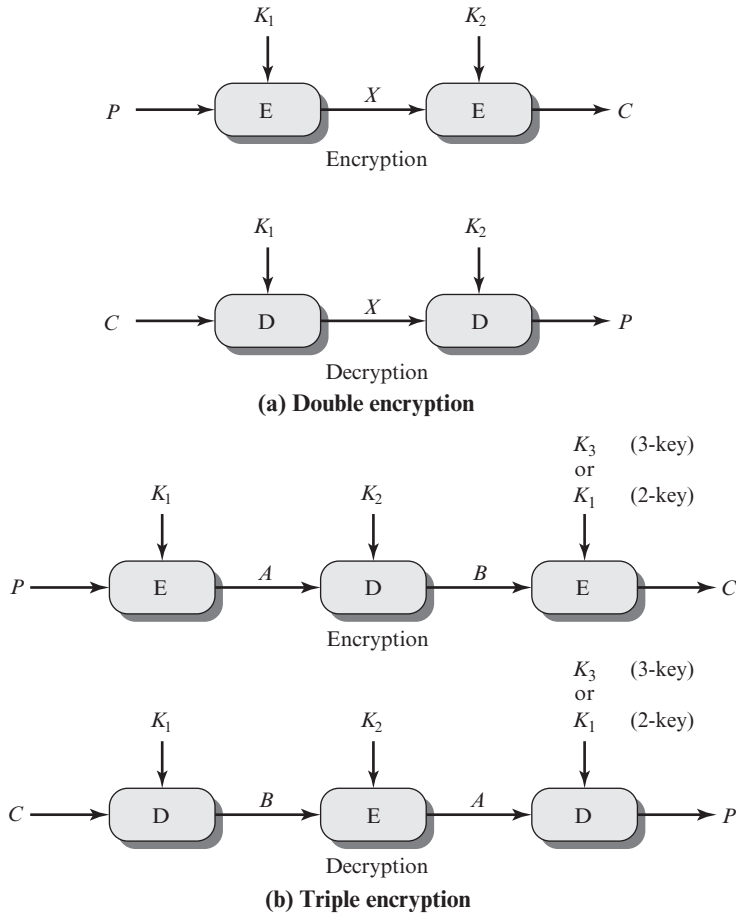 K₁ K₂
P E X E C
Encryption
K₁ K₂
C D X D P
Decryption
(a) Double encryption
K₃ (3-key)
or
K₁ K₂ K₁ (2-key)
P E A D B E C
Encryption
K₃ (3-key)
or
K₁ K₂ K₁ (2-key)
C D B E A D P
Decryption
(b) Triple encryption